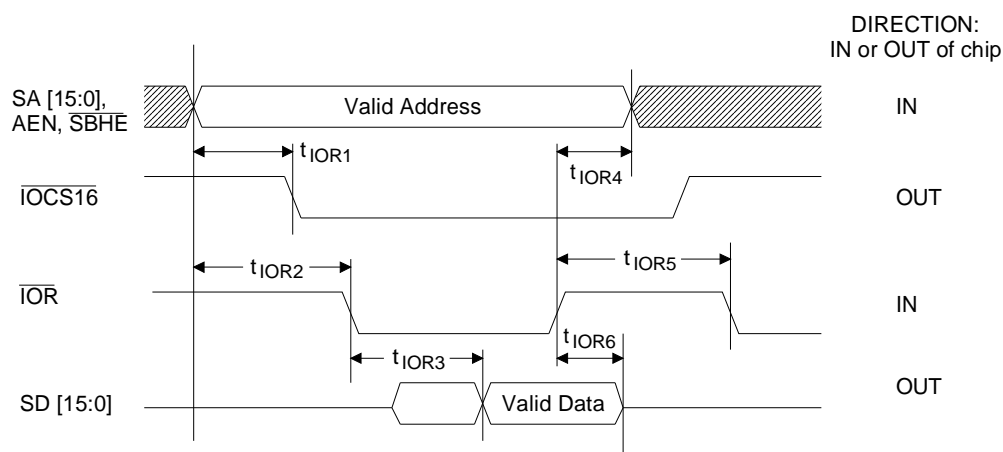 DIRECTION:
IN or OUT of chip
SA [15:0],
AEN, SBHE
Valid Address
IN
tIOR1
tIOR4
IOCS16
OUT
tIOR2
tIOR5
IOR
IN
tIOR3
tIOR6
OUT
SD [15:0]
Valid Data